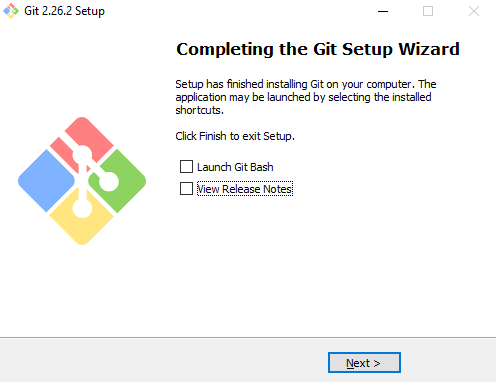 Git 2.26.2 Setup
Completing the Git Setup Wizard
Setup has finished installing Git on your computer. The
application may be launched by selecting the installed
shortcuts.
Click Finish to exit Setup.
Launch Git Bash
View Release Notes
Next >